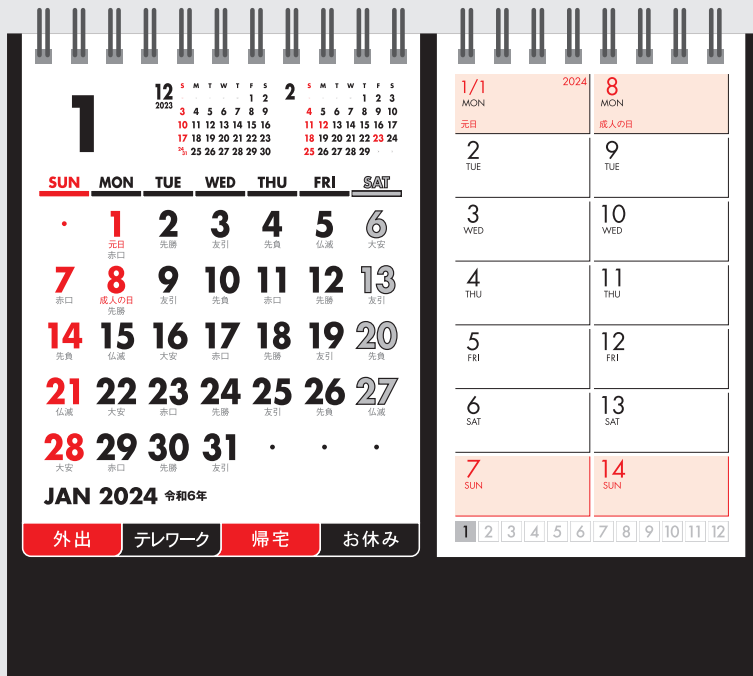 1
12
2023
S M T W T F S
1 2
3 4 5 6 7 8 9
10 11 12 13 14 15 16
17 18 19 20 21 22 23
24/31 25 26 27 28 29 30
2
S M T W T F S
1 2 3
4 5 6 7 8 9 10
11 12 13 14 15 16 17
18 19 20 21 22 23 24
25 26 27 28 29
SUN MON TUE WED THU FRI SAT
1 2 3 4 5 6
元日 先勝 友引 先負 仏滅 大安
赤口
7 8 9 10 11 12 13
赤口 成人の日 友引 先負 赤口 先勝 友引
先勝
14 15 16 17 18 19 20
先負 仏滅 大安 赤口 先勝 友引 先負
21 22 23 24 25 26 27
仏滅 大安 赤口 先勝 友引 先負 仏滅
28 29 30 31
大安 赤口 先勝 友引
JAN 2024 令和6年
外出 テレワーク 帰宅 お休み
1/1 2024
MON
元日
2
TUE
3
WED
4
THU
5
FRI
6
SAT
7
SUN
8
MON
成人の日
9
TUE
10
WED
11
THU
12
FRI
13
SAT
14
SUN
1 2 3 4 5 6 7 8 9 10 11 12